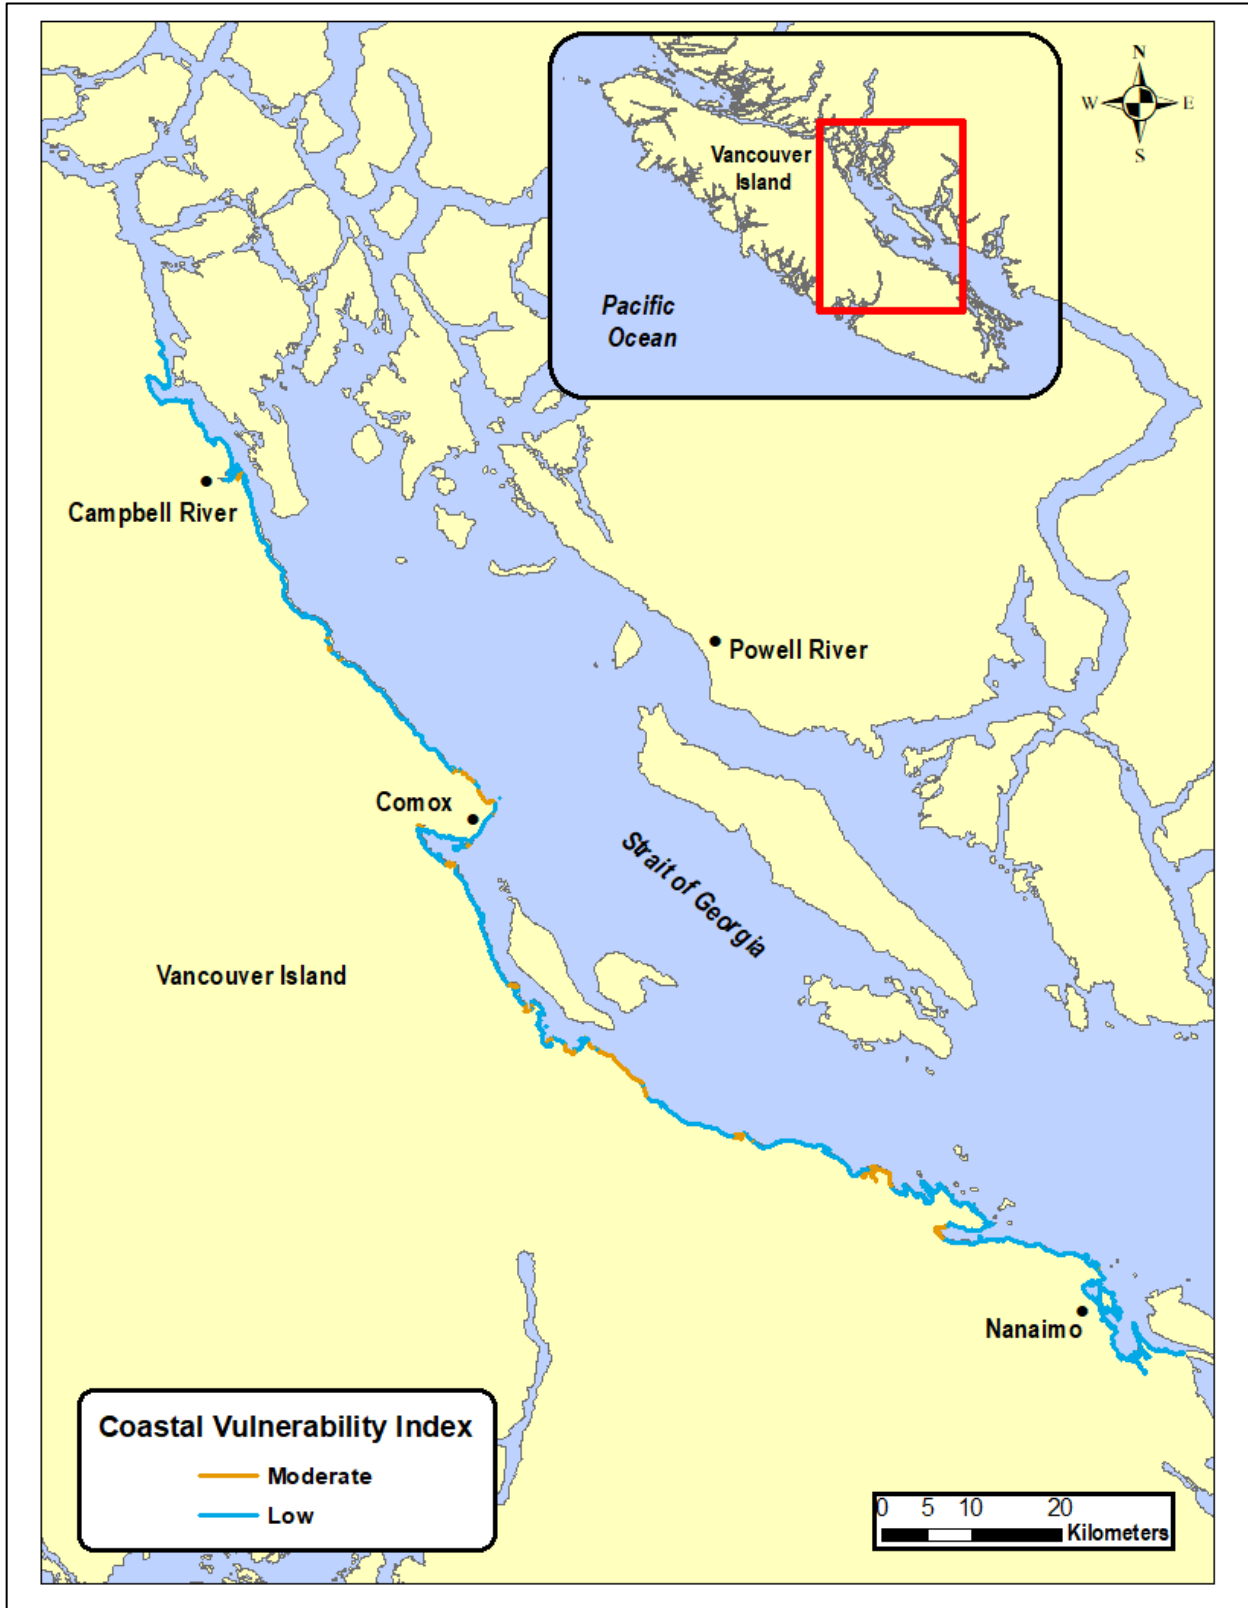 N
W E
S
Vancouver
Island
Pacific
Ocean
Campbell River
Powell River
Comox
Strait of Georgia
Vancouver Island
Nanaimo
Coastal Vulnerability Index
Moderate
Low
0 5 10 20
Kilometers